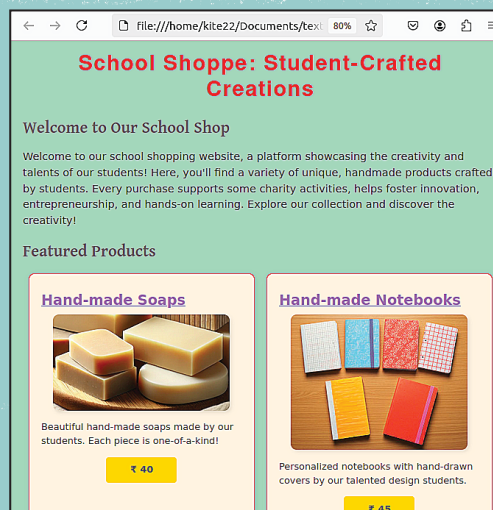 file:///home/kite22/Documents/text
80%
School Shoppe: Student-Crafted
Creations
Welcome to Our School Shop
Welcome to our school shopping website, a platform showcasing the creativity and
talents of our students! Here, you'll find a variety of unique, handmade products crafted
by students. Every purchase supports some charity activities, helps foster innovation,
entrepreneurship, and hands-on learning. Explore our collection and discover the
creativity!
Featured Products
Hand-made Soaps
Beautiful hand-made soaps made by our
students. Each piece is one-of-a-kind!
₹ 40
Hand-made Notebooks
Personalized notebooks with hand-drawn
covers by our talented design students.
₹ 45